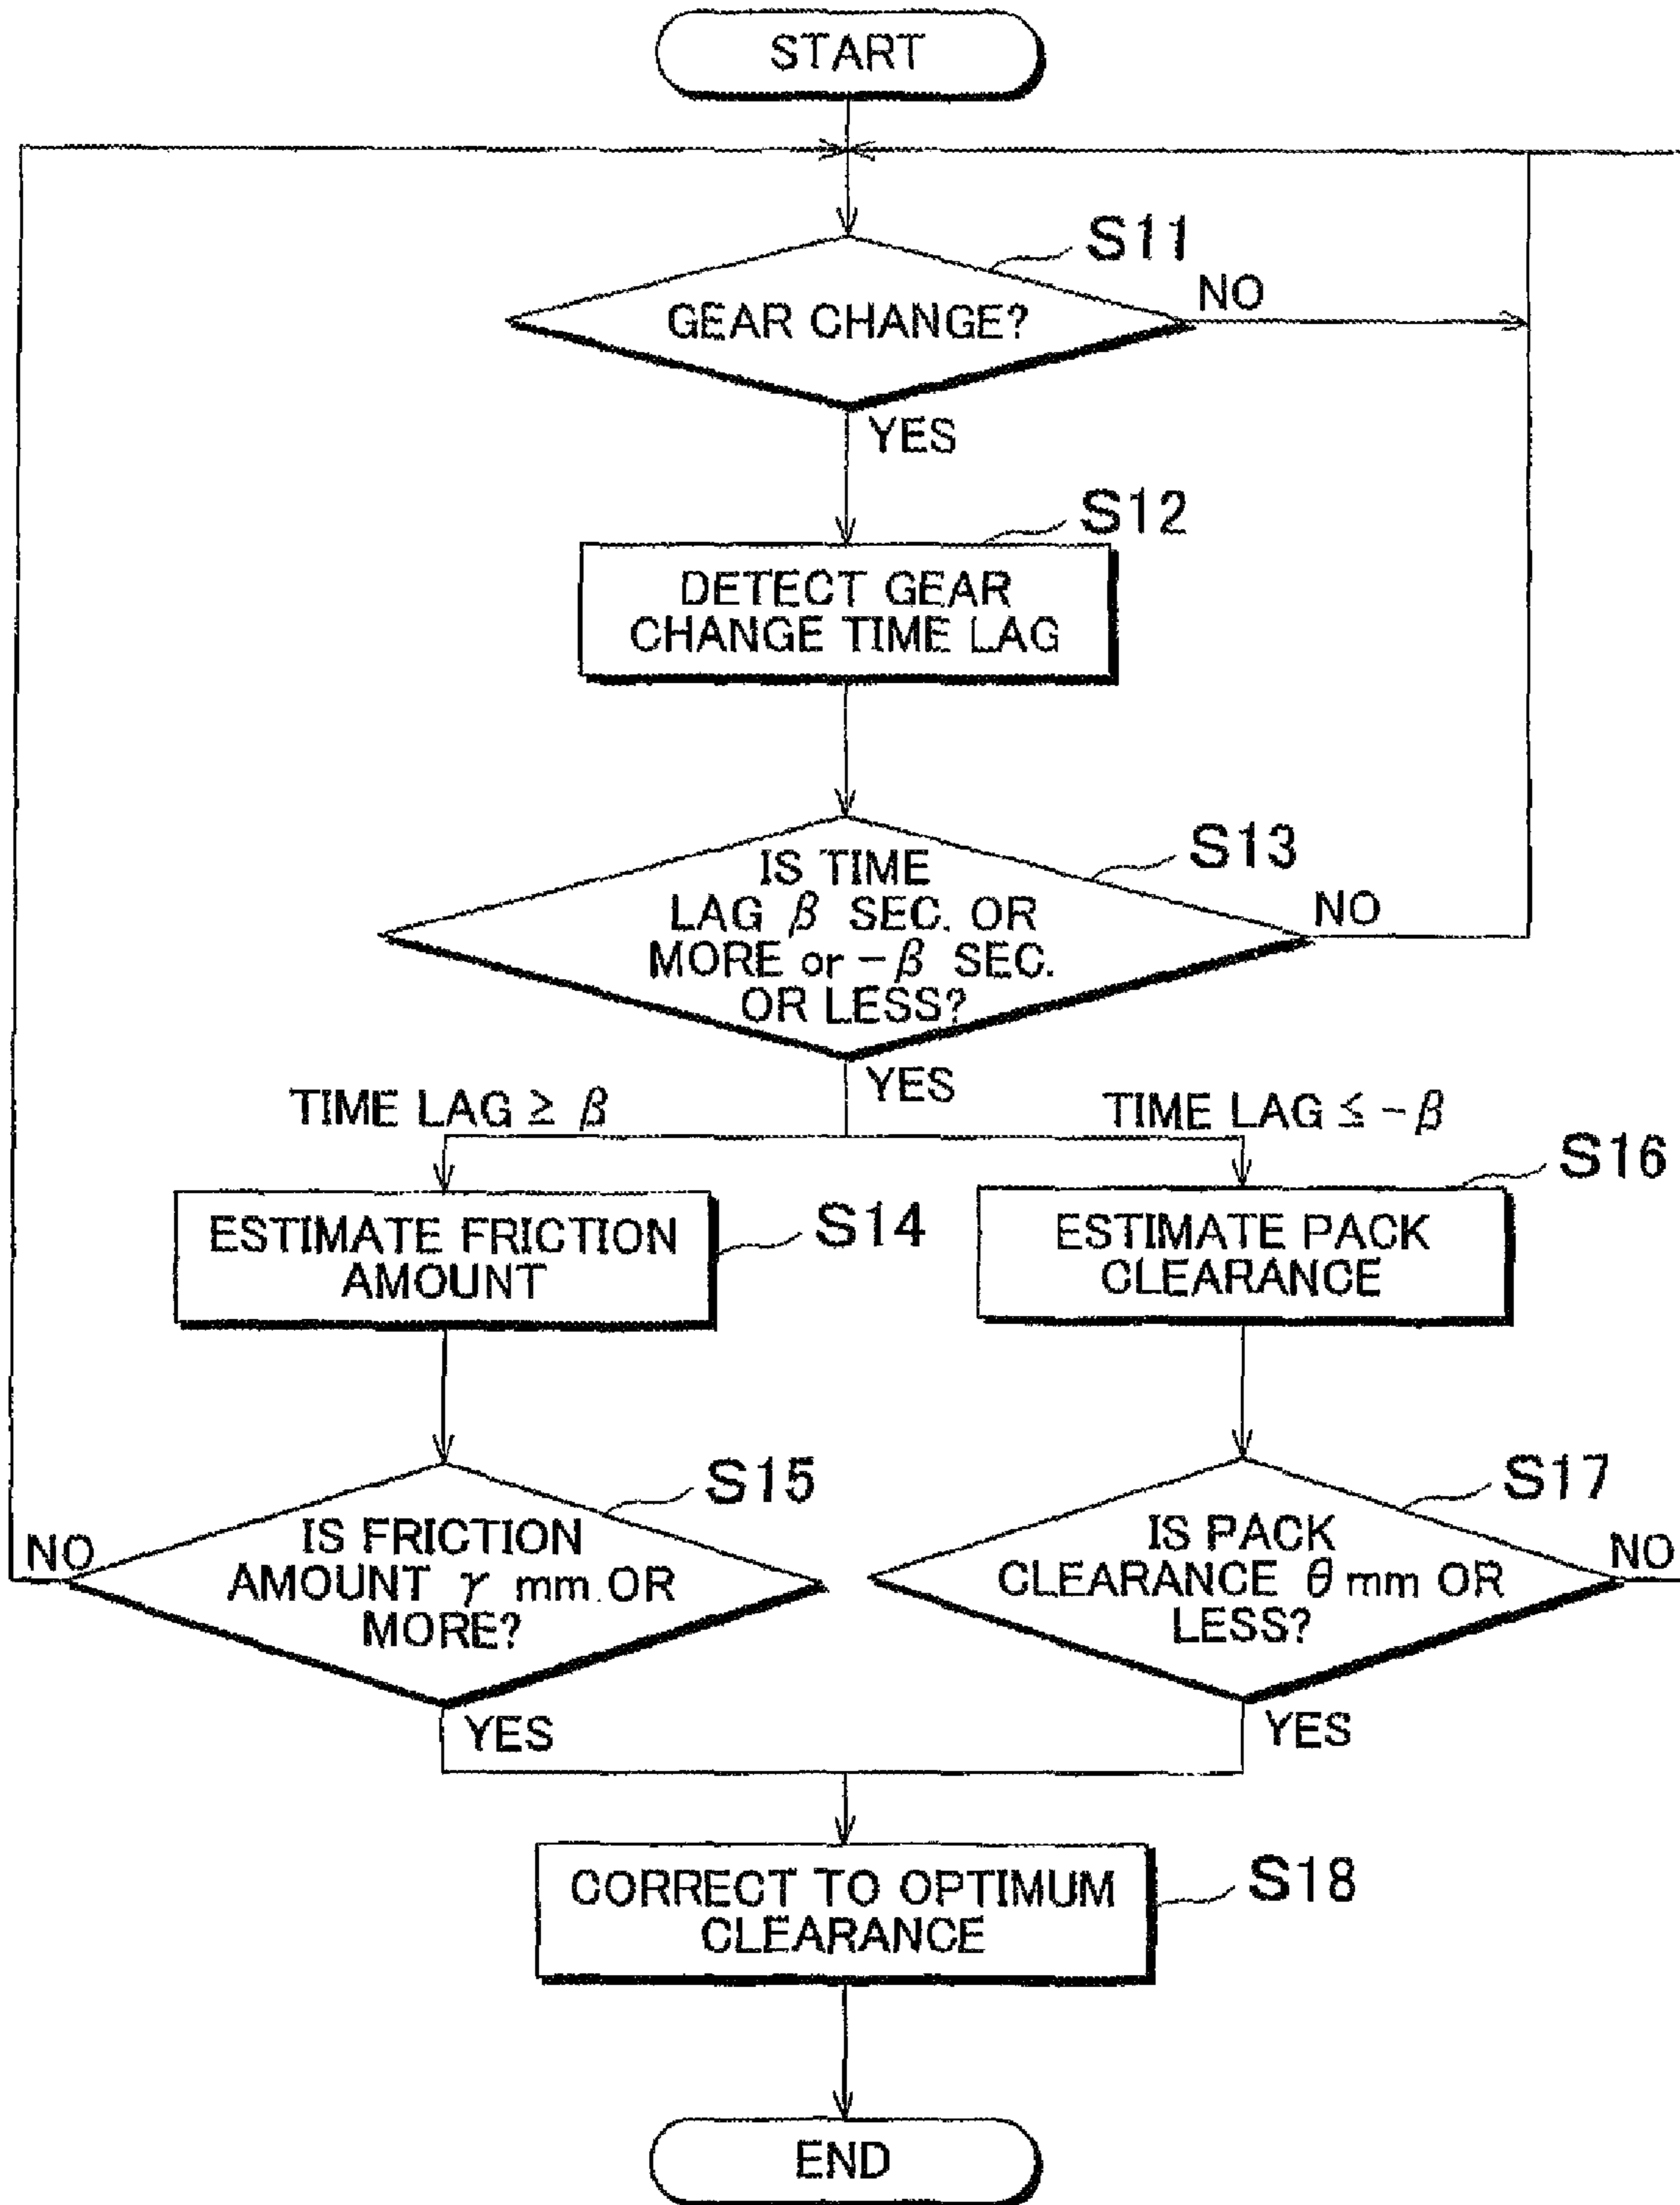 START
S11
GEAR CHANGE?
NO
YES
S12
DETECT GEAR
CHANGE TIME LAG
S13
IS TIME
LAG β SEC. OR
MORE or −β SEC.
OR LESS?
NO
YES
TIME LAG ≥ β
TIME LAG ≤ −β
S14
ESTIMATE FRICTION
AMOUNT
S16
ESTIMATE PACK
CLEARANCE
S15
IS FRICTION
AMOUNT γ mm OR
MORE?
NO
YES
S17
IS PACK
CLEARANCE θ mm OR
LESS?
NO
YES
S18
CORRECT TO OPTIMUM
CLEARANCE
END